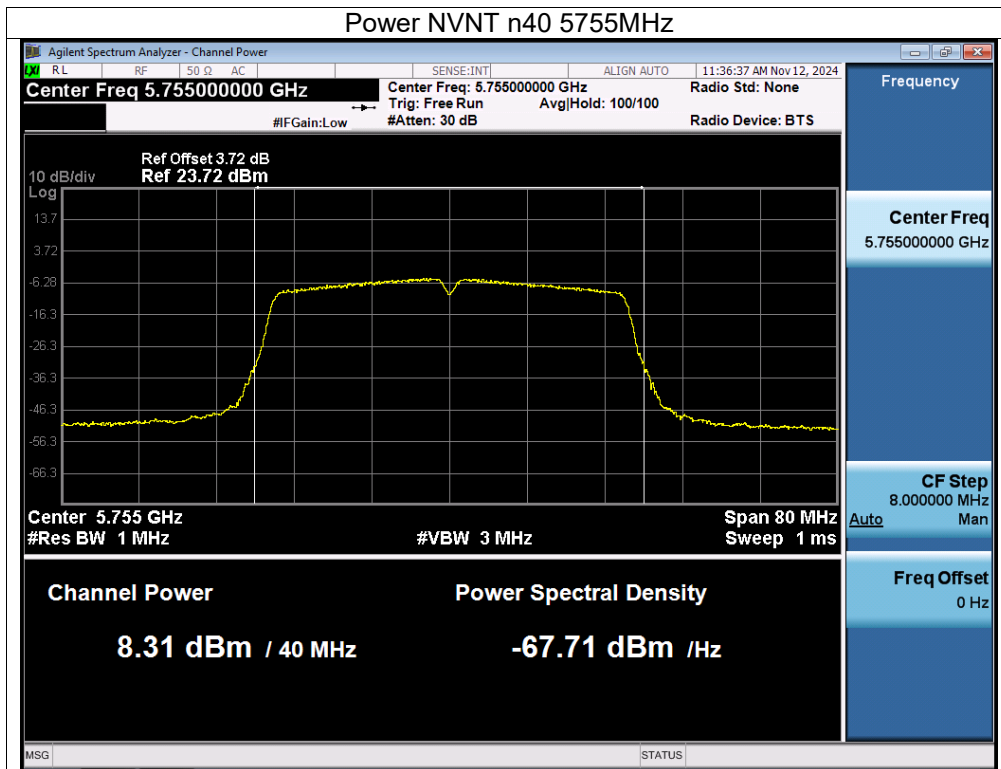 Power NVNT n40 5755MHz
Agilent Spectrum Analyzer - Channel Power
LXI RL RF 50 Ω AC SENSE:INT ALIGN AUTO 11:36:37 AM Nov 12, 2024
Center Freq 5.755000000 GHz
Center Freq: 5.755000000 GHz Radio Std: None
Trig: Free Run Avg|Hold: 100/100
#IFGain:Low #Atten: 30 dB Radio Device: BTS
Ref Offset 3.72 dB
10 dB/div Ref 23.72 dBm
Log
13.7
3.72
-6.28
-16.3
-26.3
-36.3
-46.3
-56.3
-66.3
Center 5.755 GHz Span 80 MHz
#Res BW 1 MHz #VBW 3 MHz Sweep 1 ms
Channel Power Power Spectral Density
8.31 dBm / 40 MHz -67.71 dBm /Hz
Frequency
Center Freq
5.755000000 GHz
CF Step
8.000000 MHz
Auto Man
Freq Offset
0 Hz
MSG STATUS